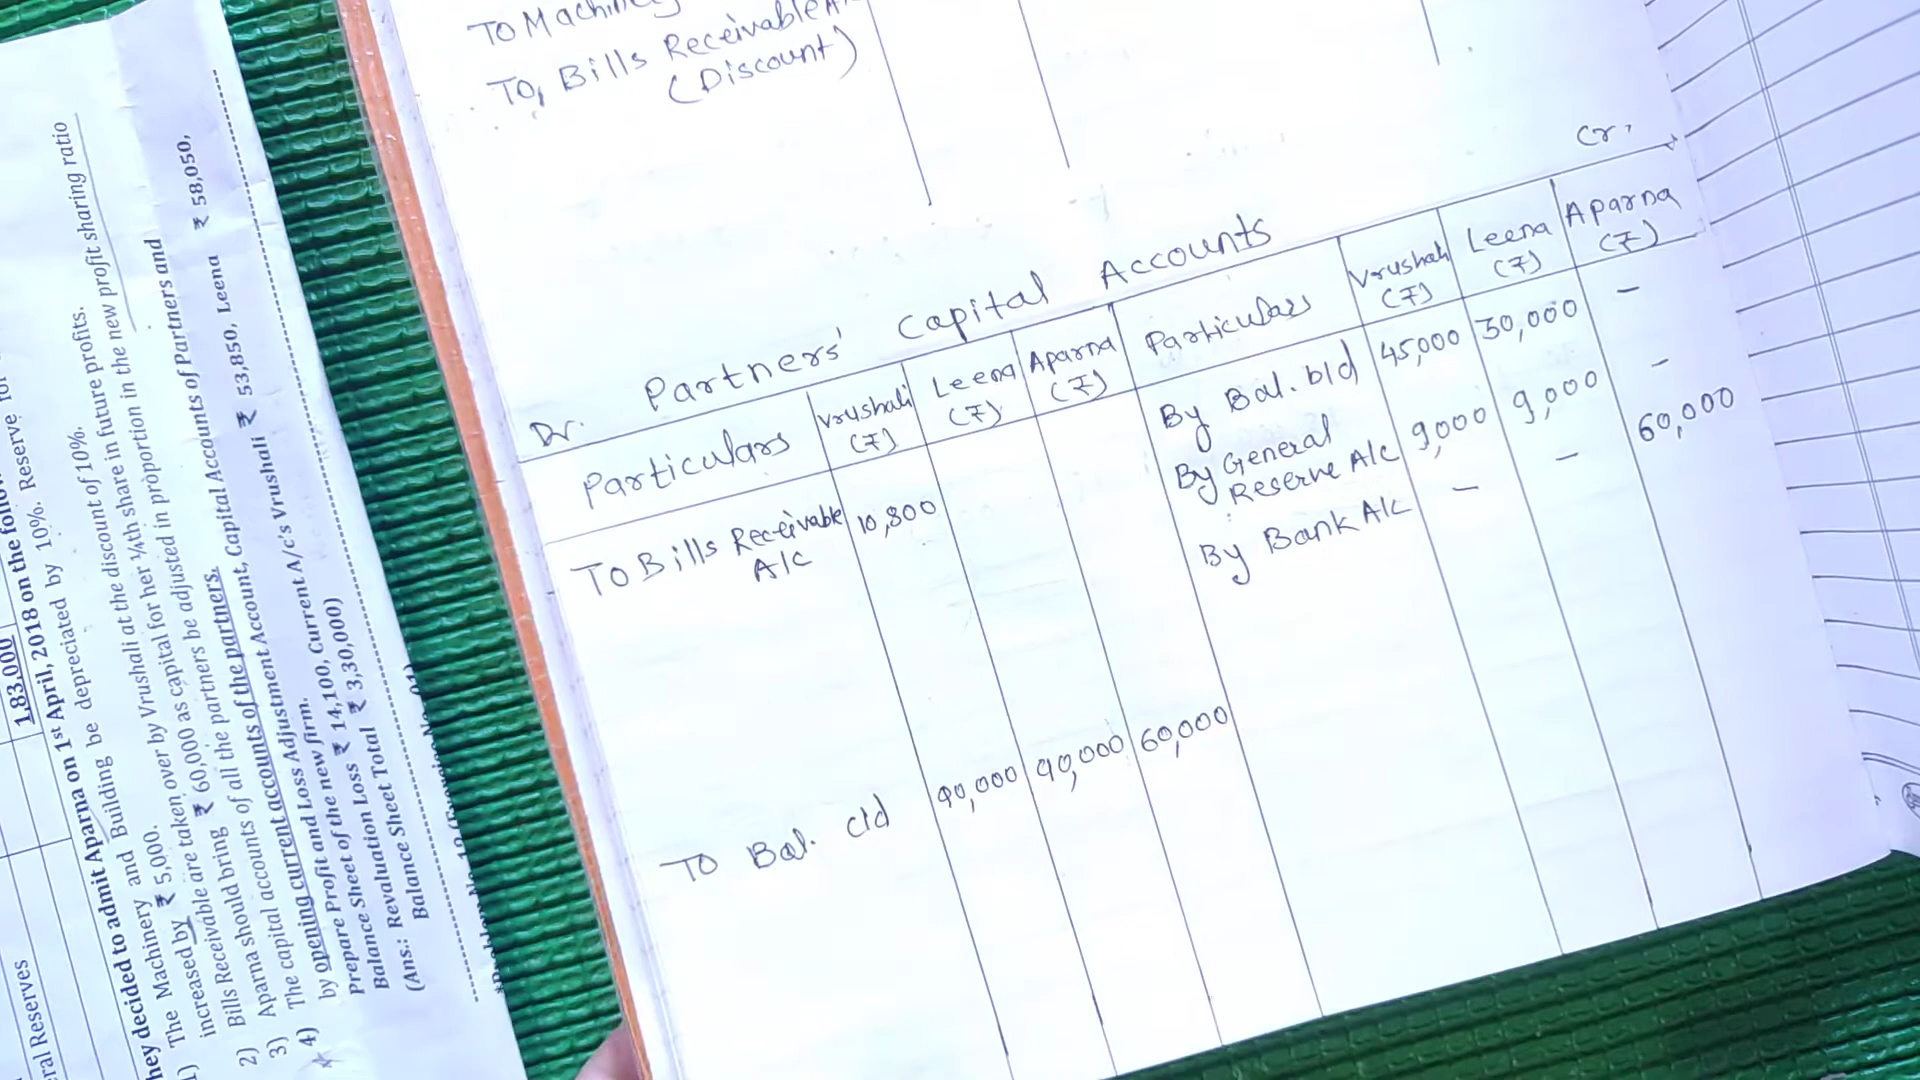 1,83,000
eral Reserves
hey decided to admit Aparna on 1st April, 2018 on the
The Machinery and Building be depreciated by 10%. Reserve for
increased by ₹ 5,000.
Bills Receivable are taken over by Vrushali at the discount of 10%.
2) Aparna should bring ₹ 60,000 as capital for her ¼th share in future profits.
3) The capital accounts of all the partners be adjusted in proportion in the new profit sharing ratio
4) by opening current accounts of the partners.
Prepare Profit and Loss Adjustment Account, Capital Accounts of Partners and
Balance Sheet of the new firm.
(Ans.: Revaluation Loss ₹ 14,100, Current A/c's Vrushali ₹ 53,850, Leena ₹ 58,050,
Balance Sheet Total ₹ 3,30,000)
To Machinery
To, Bills Receivable A
(Discount)
Partners' Capital Accounts
Dr. Cr.
Particulars Vrushali (₹) Leena (₹) Aparna (₹) Particulars Vrushali (₹) Leena (₹) Aparna (₹)
By Bal. b/d 45,000 30,000 –
By General
Reserve A/c 9,000 9,000 –
To Bills Receivable 10,800
A/c
By Bank A/c – – 60,000
To Bal. c/d 90,000 90,000 60,000